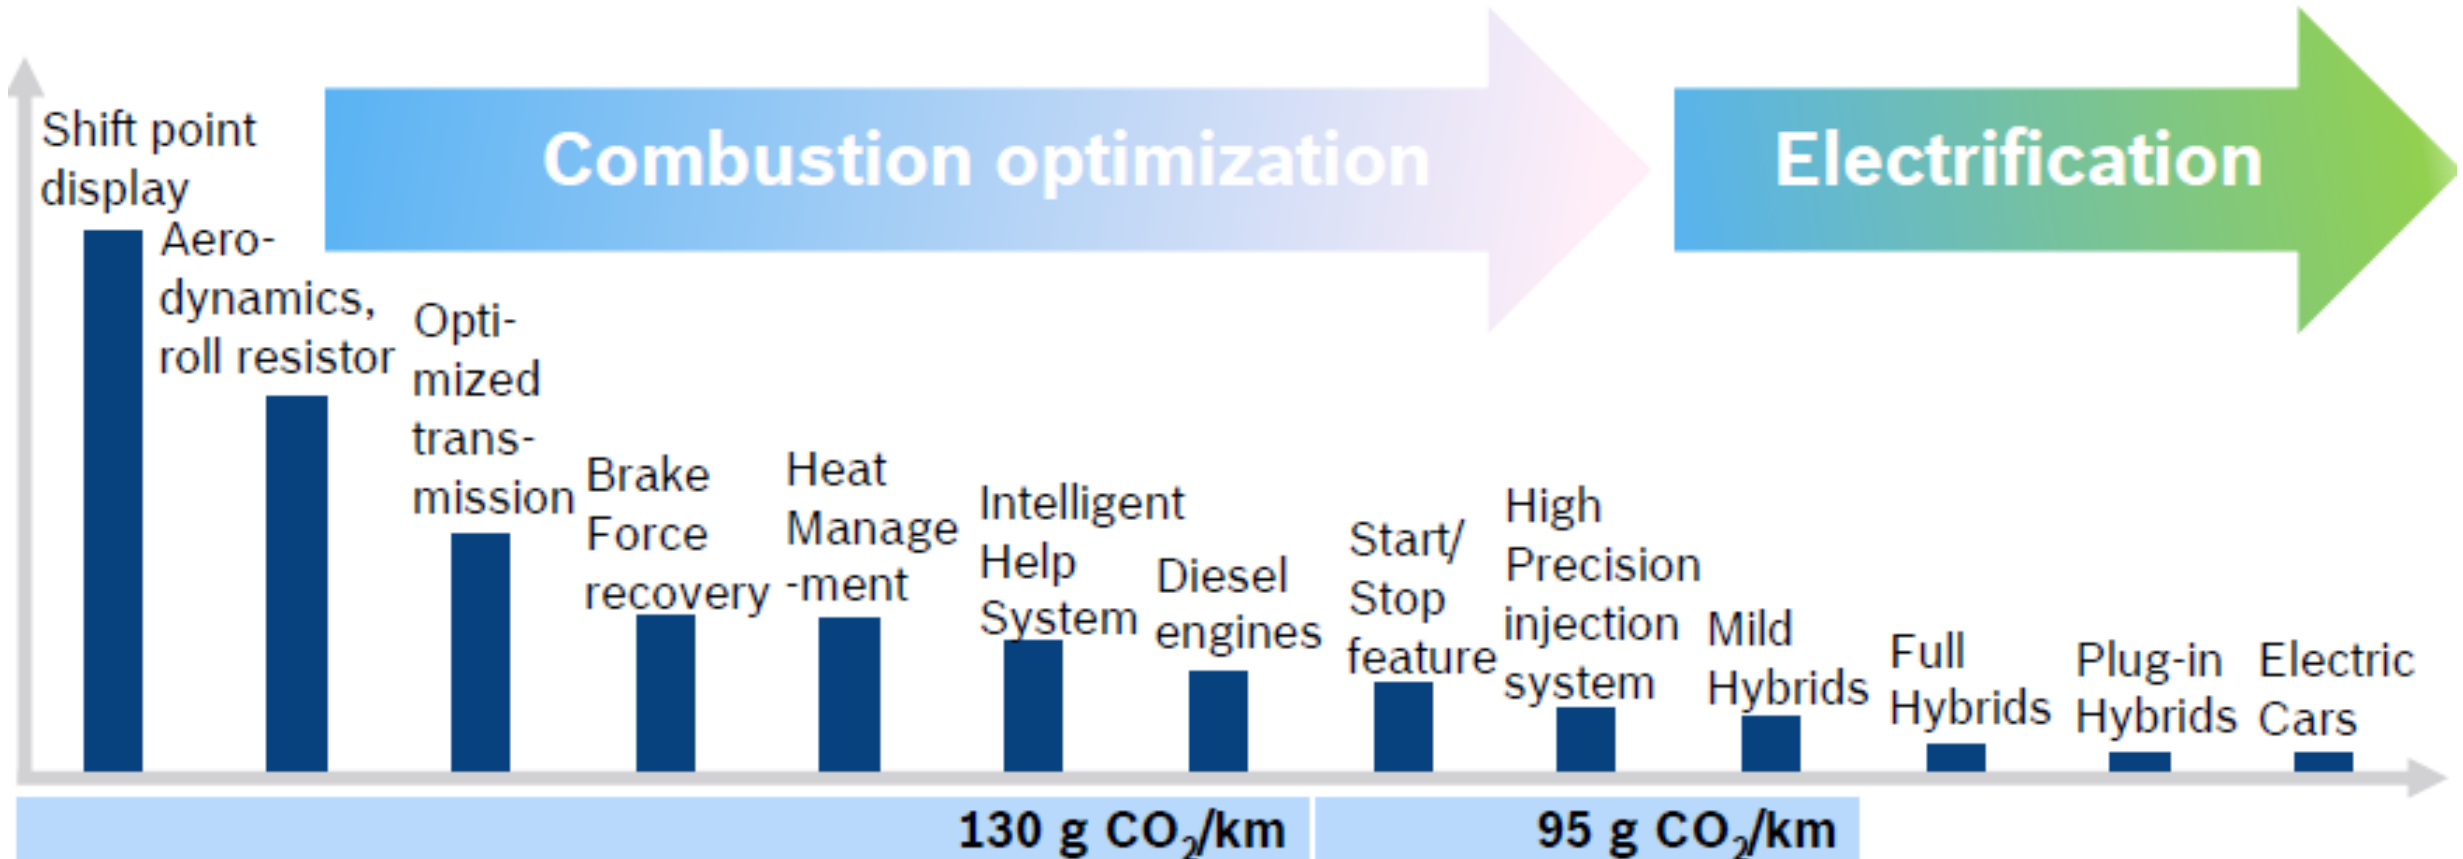 Combustion optimization
Electrification
Shift point
display
Aero-
dynamics,
roll resistor
Opti-
mized
trans-
mission
Brake
Force
recovery
Heat
Manage
-ment
Intelligent
Help
System
Diesel
engines
Start/
Stop
feature
High
Precision
injection
system
Mild
Hybrids
Full
Hybrids
Plug-in
Hybrids
Electric
Cars
130 g CO₂/km
95 g CO₂/km